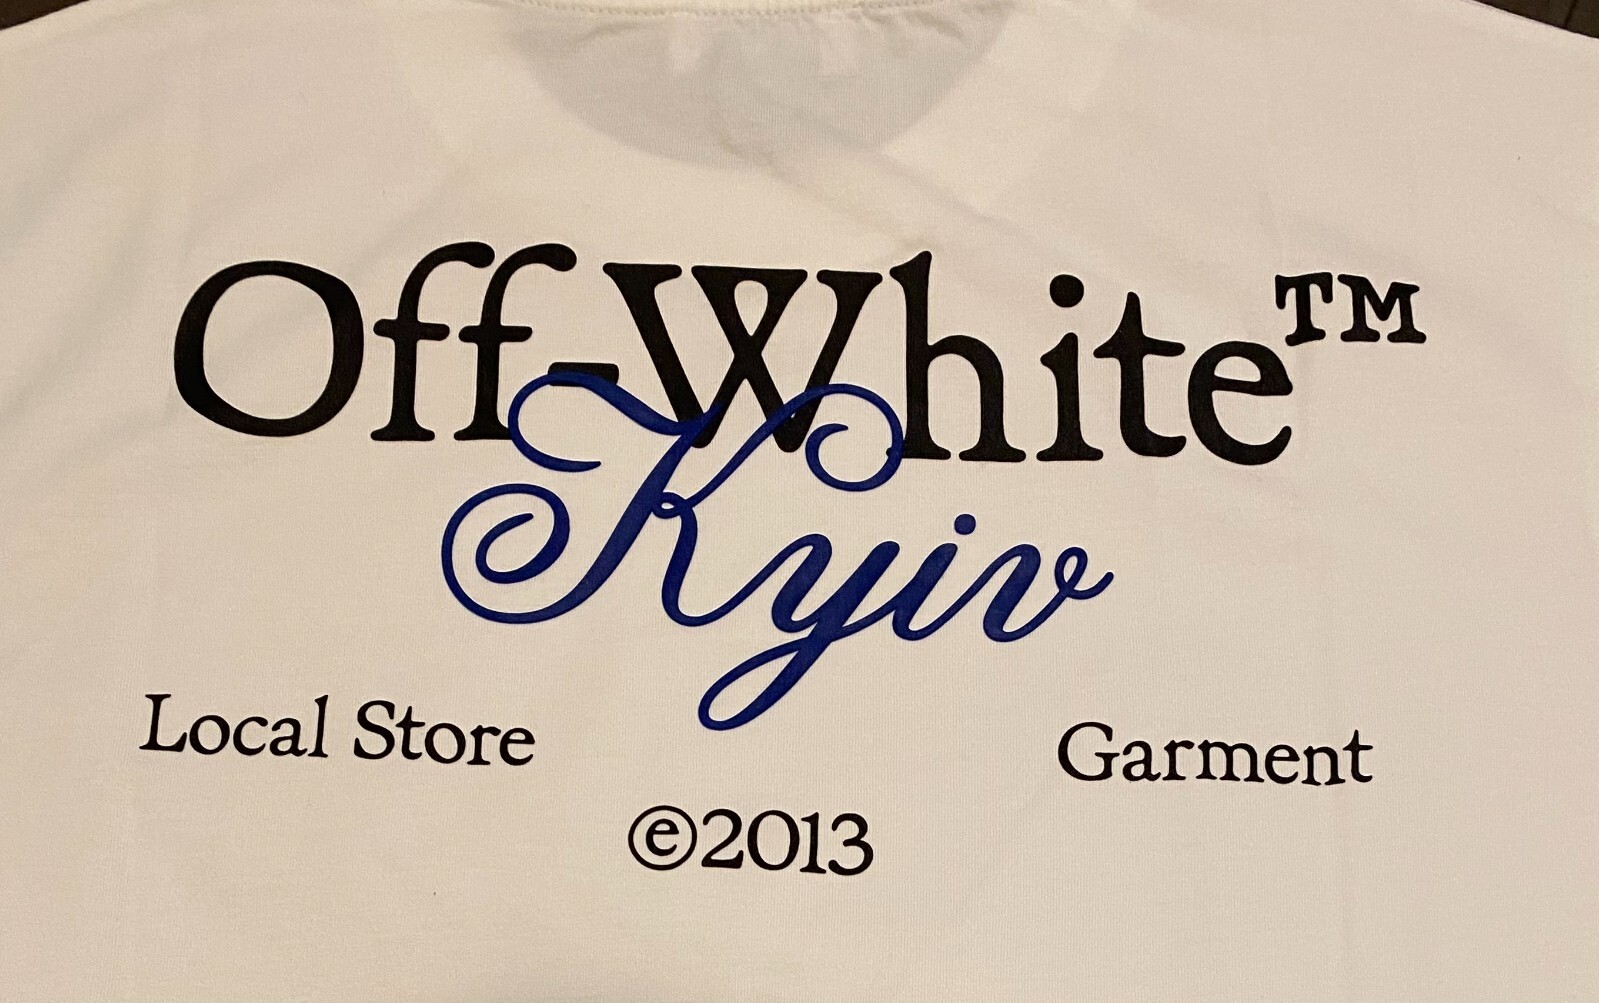 Off-White™
Kyiv
Local Store Garment
©2013